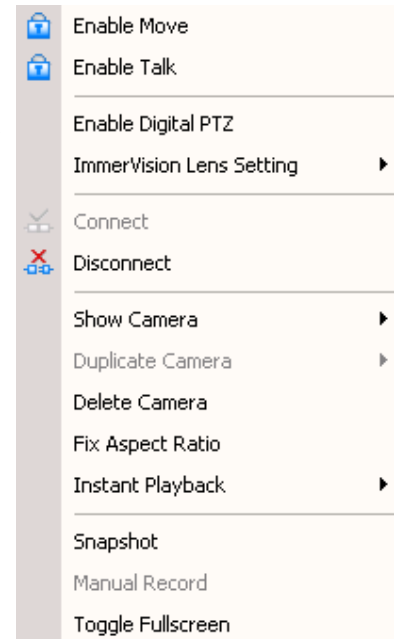 Enable Move
Enable Talk
Enable Digital PTZ
ImmerVision Lens Setting
Connect
Disconnect
Show Camera
Duplicate Camera
Delete Camera
Fix Aspect Ratio
Instant Playback
Snapshot
Manual Record
Toggle Fullscreen